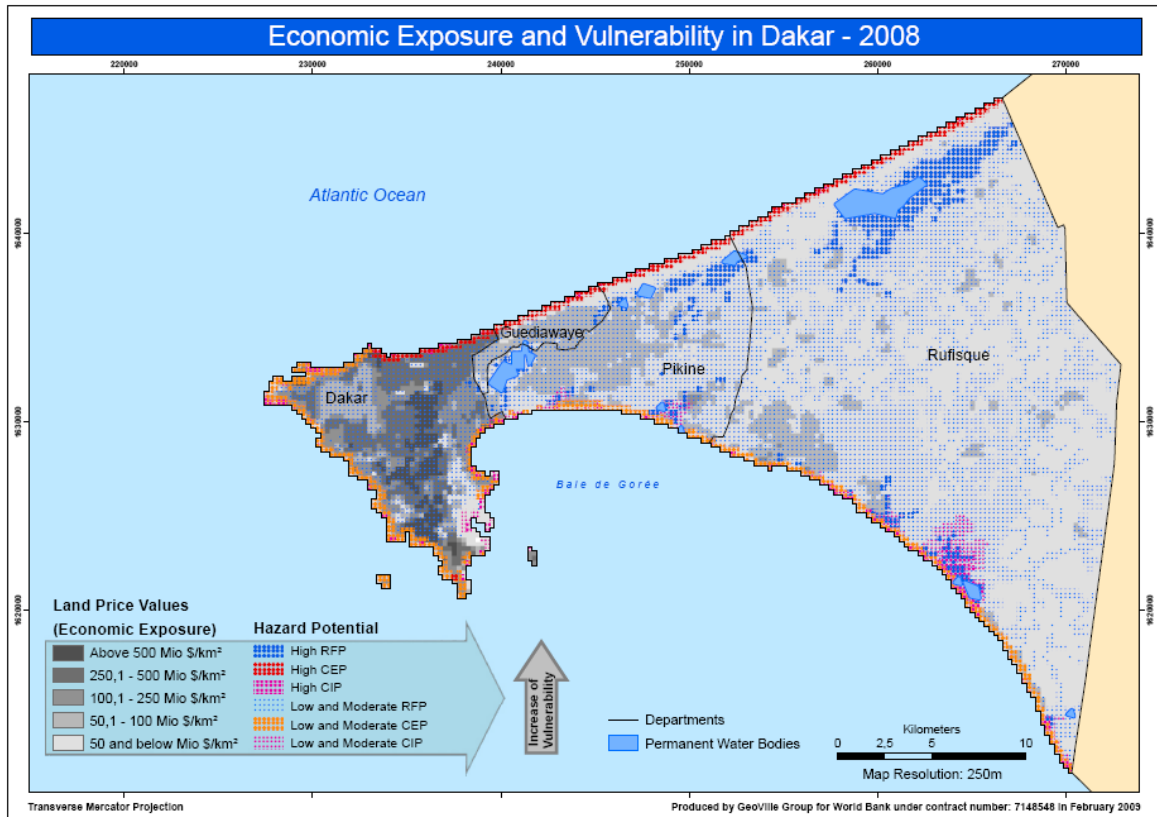 Economic Exposure and Vulnerability in Dakar - 2008
220000 230000 240000 250000 260000 270000
1640000 1640000
1630000 1630000
1620000 1620000
Atlantic Ocean
Guediawaye
Dakar
Pikine
Rufisque
Baie de Gorée
Land Price Values
(Economic Exposure)
Above 500 Mio $/km²
250,1 - 500 Mio $/km²
100,1 - 250 Mio $/km²
50,1 - 100 Mio $/km²
50 and below Mio $/km²
Hazard Potential
High RFP
High CEP
High CIP
Low and Moderate RFP
Low and Moderate CEP
Low and Moderate CIP
Increase of
Vulnerability
Departments
Permanent Water Bodies
Kilometers
0 2,5 5 10
Map Resolution: 250m
Transverse Mercator Projection
Produced by GeoVille Group for World Bank under contract number: 7148548 in February 2009